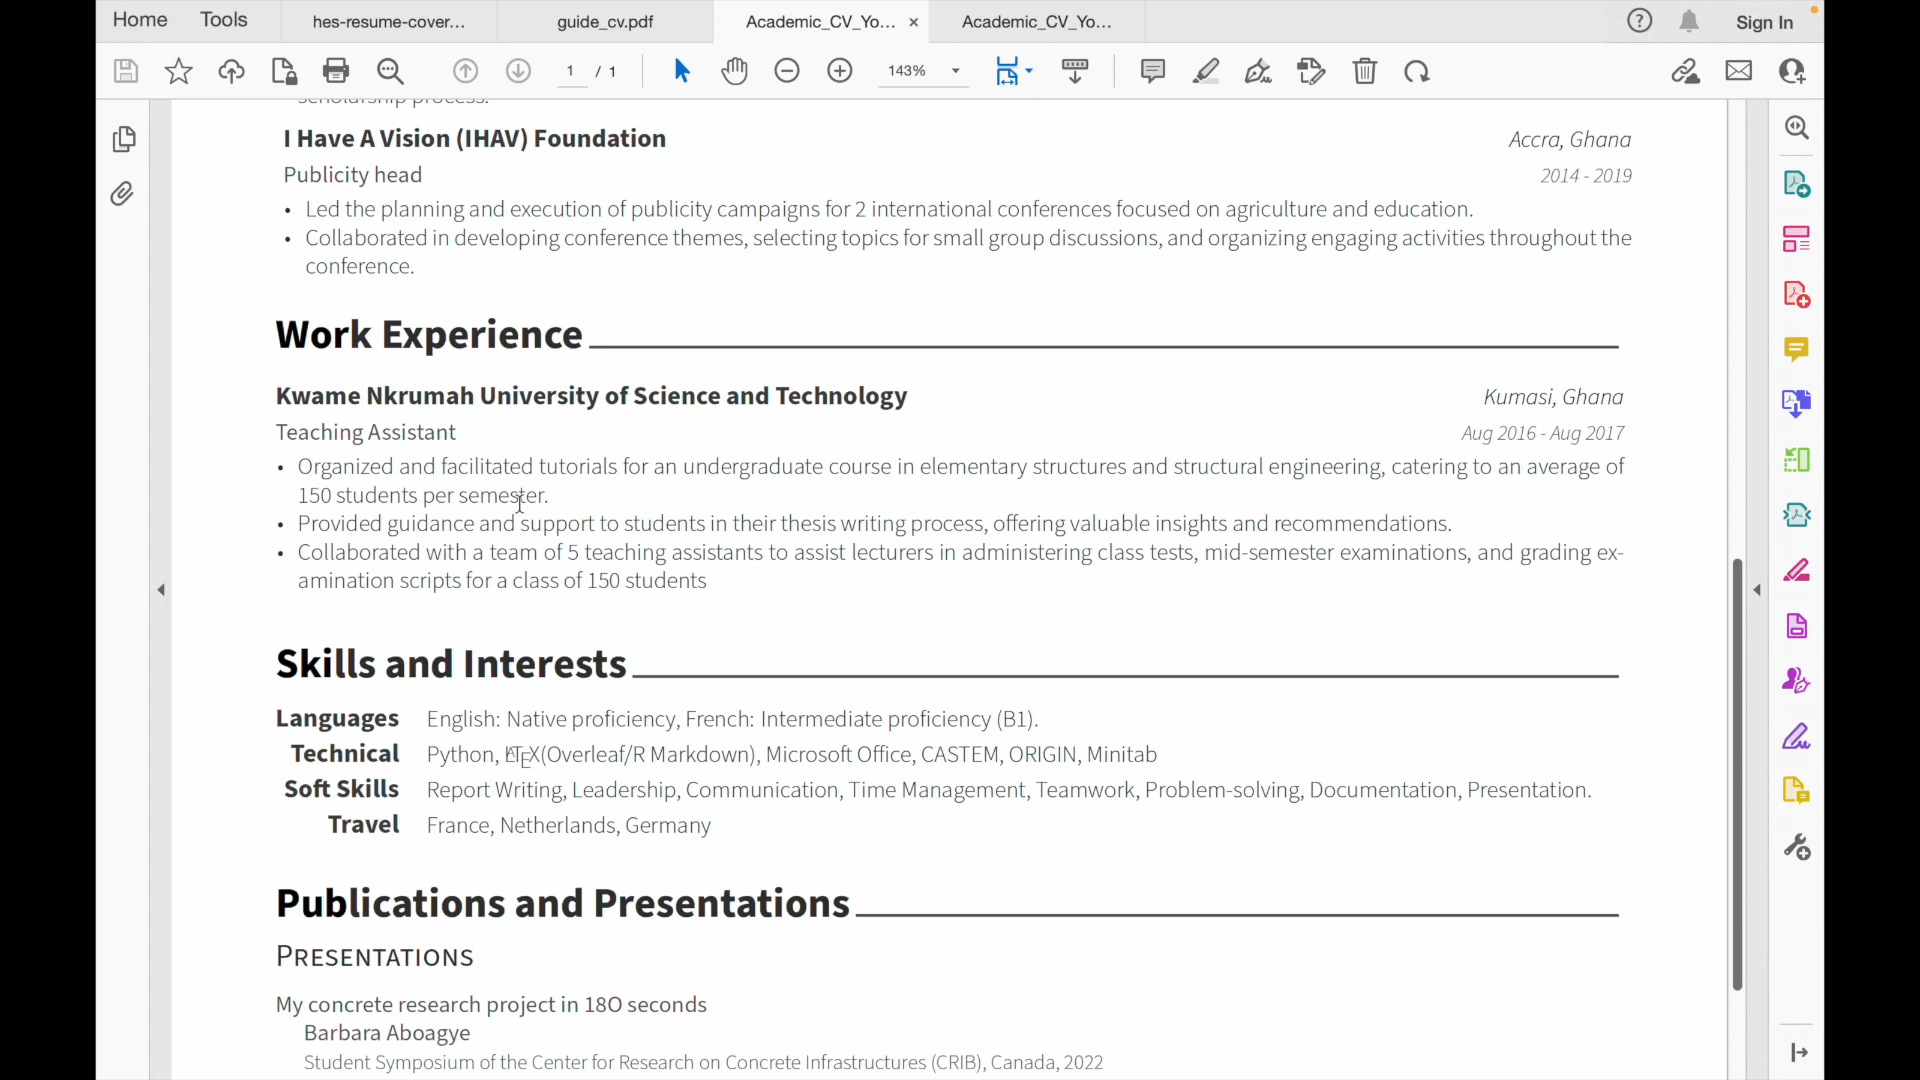 Home Tools hes-resume-cover... guide_cv.pdf Academic_CV_Yo... × Academic_CV_Yo... Sign In
1 / 1 143%
scholarship process.
I Have A Vision (IHAV) Foundation Accra, Ghana
Publicity head 2014 - 2019
• Led the planning and execution of publicity campaigns for 2 international conferences focused on agriculture and education.
• Collaborated in developing conference themes, selecting topics for small group discussions, and organizing engaging activities throughout the
conference.
Work Experience
Kwame Nkrumah University of Science and Technology Kumasi, Ghana
Teaching Assistant Aug 2016 - Aug 2017
• Organized and facilitated tutorials for an undergraduate course in elementary structures and structural engineering, catering to an average of
150 students per semester.
• Provided guidance and support to students in their thesis writing process, offering valuable insights and recommendations.
• Collaborated with a team of 5 teaching assistants to assist lecturers in administering class tests, mid-semester examinations, and grading ex-
amination scripts for a class of 150 students
Skills and Interests
Languages English: Native proficiency, French: Intermediate proficiency (B1).
Technical Python, LATEX(Overleaf/R Markdown), Microsoft Office, CASTEM, ORIGIN, Minitab
Soft Skills Report Writing, Leadership, Communication, Time Management, Teamwork, Problem-solving, Documentation, Presentation.
Travel France, Netherlands, Germany
Publications and Presentations
PRESENTATIONS
My concrete research project in 18O seconds
Barbara Aboagye
Student Symposium of the Center for Research on Concrete Infrastructures (CRIB), Canada, 2022